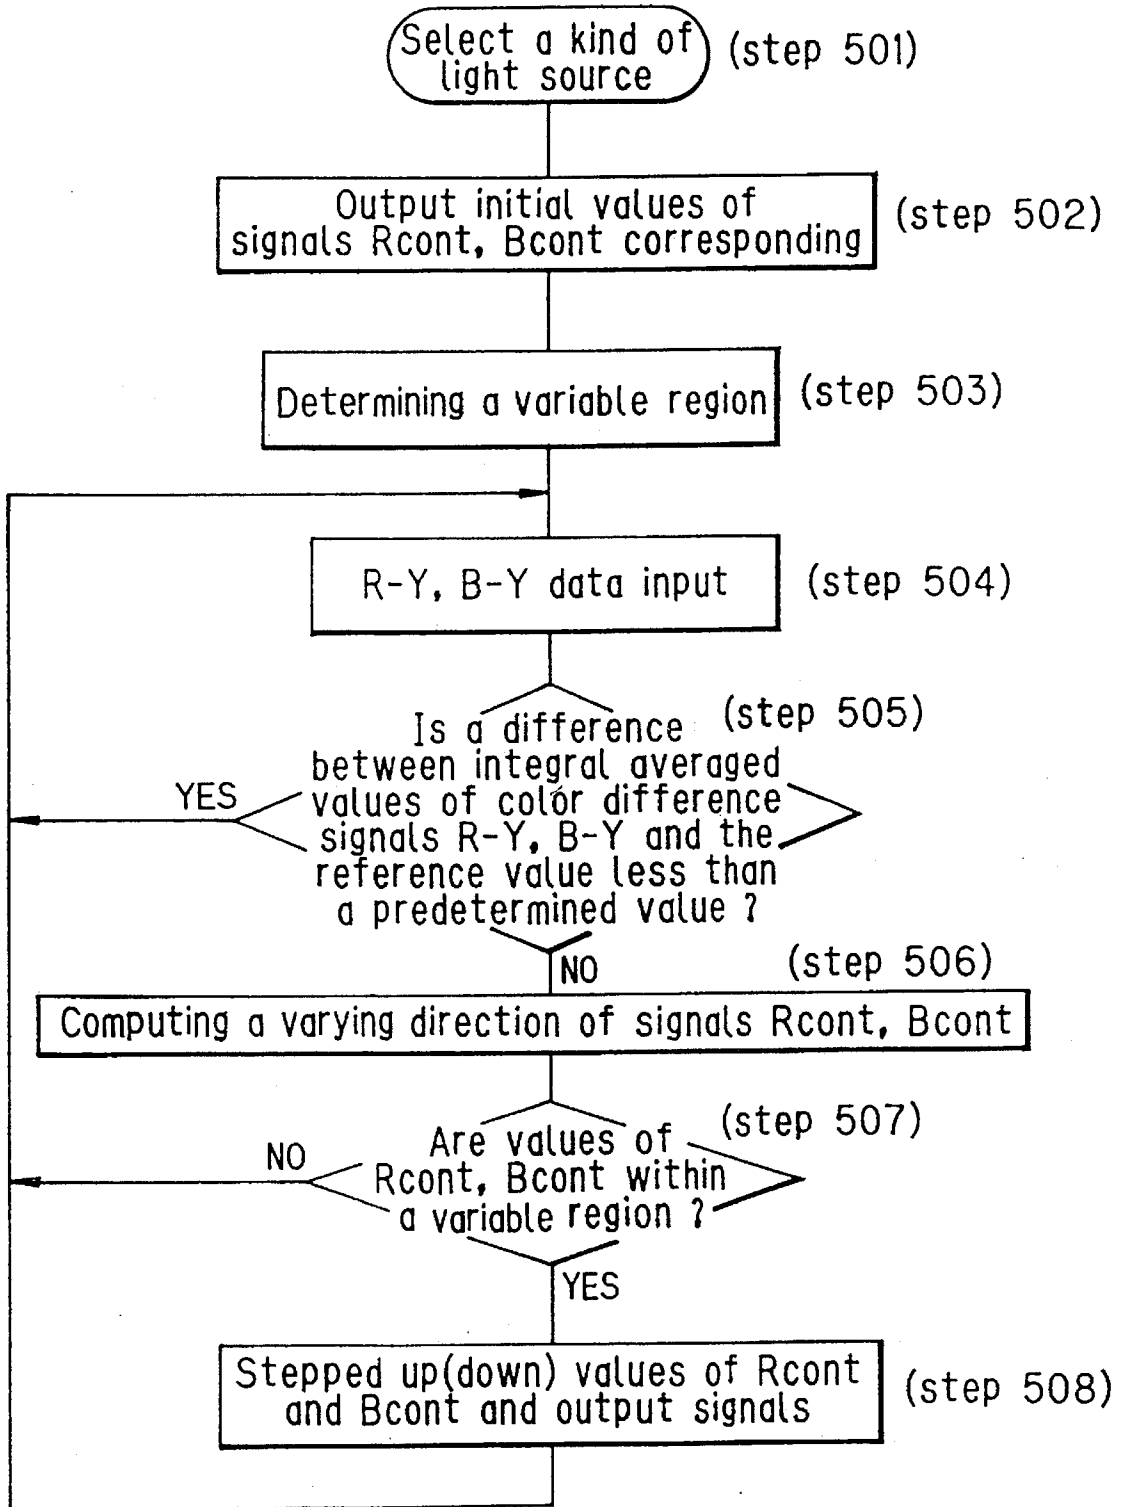 Select a kind of
light source
(step 501)
Output initial values of
signals Rcont, Bcont corresponding
(step 502)
Determining a variable region
(step 503)
R-Y, B-Y data input
(step 504)
Is a difference
between integral averaged
values of color difference
signals R-Y, B-Y and the
reference value less than
a predetermined value ?
(step 505)
YES
NO
(step 506)
Computing a varying direction of signals Rcont, Bcont
Are values of
Rcont, Bcont within
a variable region ?
(step 507)
NO
YES
Stepped up(down) values of Rcont
and Bcont and output signals
(step 508)